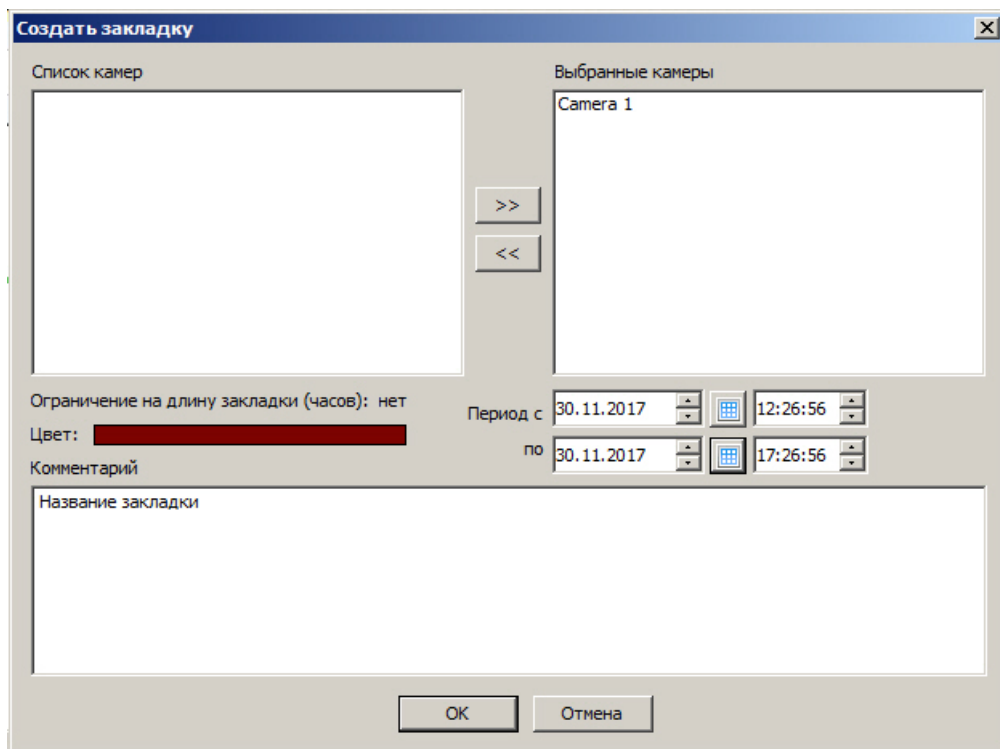 Создать закладку
Список камер
Выбранные камеры
Camera 1
>>
<<
Ограничение на длину закладки (часов): нет
Период с 30.11.2017 12:26:56
Цвет:
по 30.11.2017 17:26:56
Комментарий
Название закладки
OK
Отмена